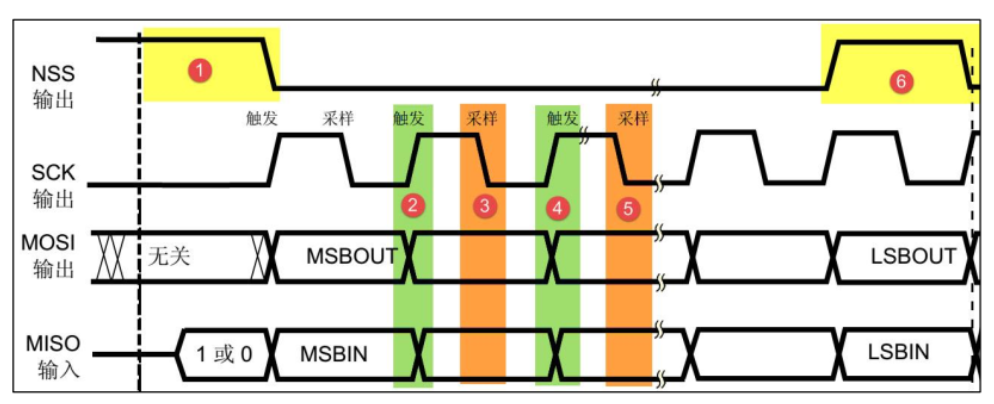 NSS
输出
1
6
触发 采样 触发 采样 触发 采样
SCK
输出
2 3 4 5
MOSI
输出
无关 MSBOUT LSBOUT
MISO
输入
1 或 0 MSBIN LSBIN